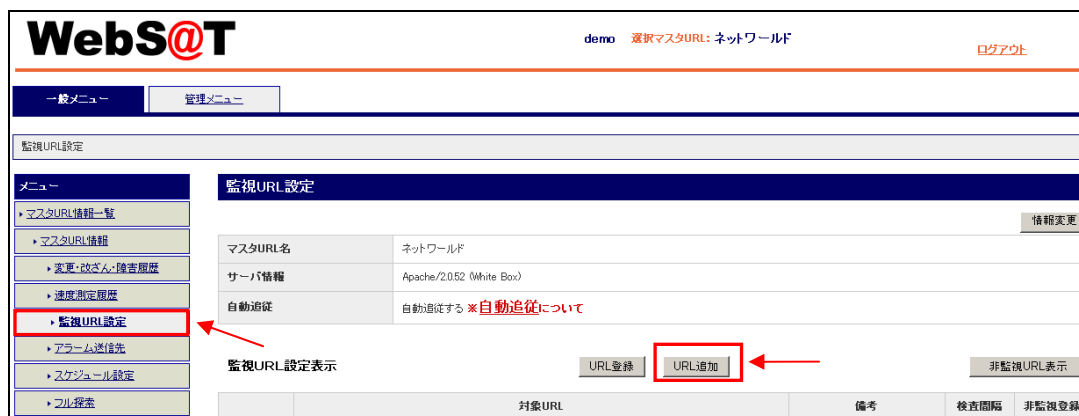 WebS@T
demo 選択マスタURL: ネットワールド
ログアウト
一般メニュー 管理メニュー
監視URL設定
メニュー
マスタURL情報一覧
マスタURL情報
変更・改ざん・障害履歴
速度測定履歴
監視URL設定
アラーム送信先
スケジュール設定
フル探索
監視URL設定
情報変更
マスタURL名 ネットワールド
サーバ情報 Apache/2.0.52 (White Box)
自動追従 自動追従する ※自動追従について
監視URL設定表示 URL登録 URL追加 非監視URL表示
対象URL 備考 検査間隔 非監視登録